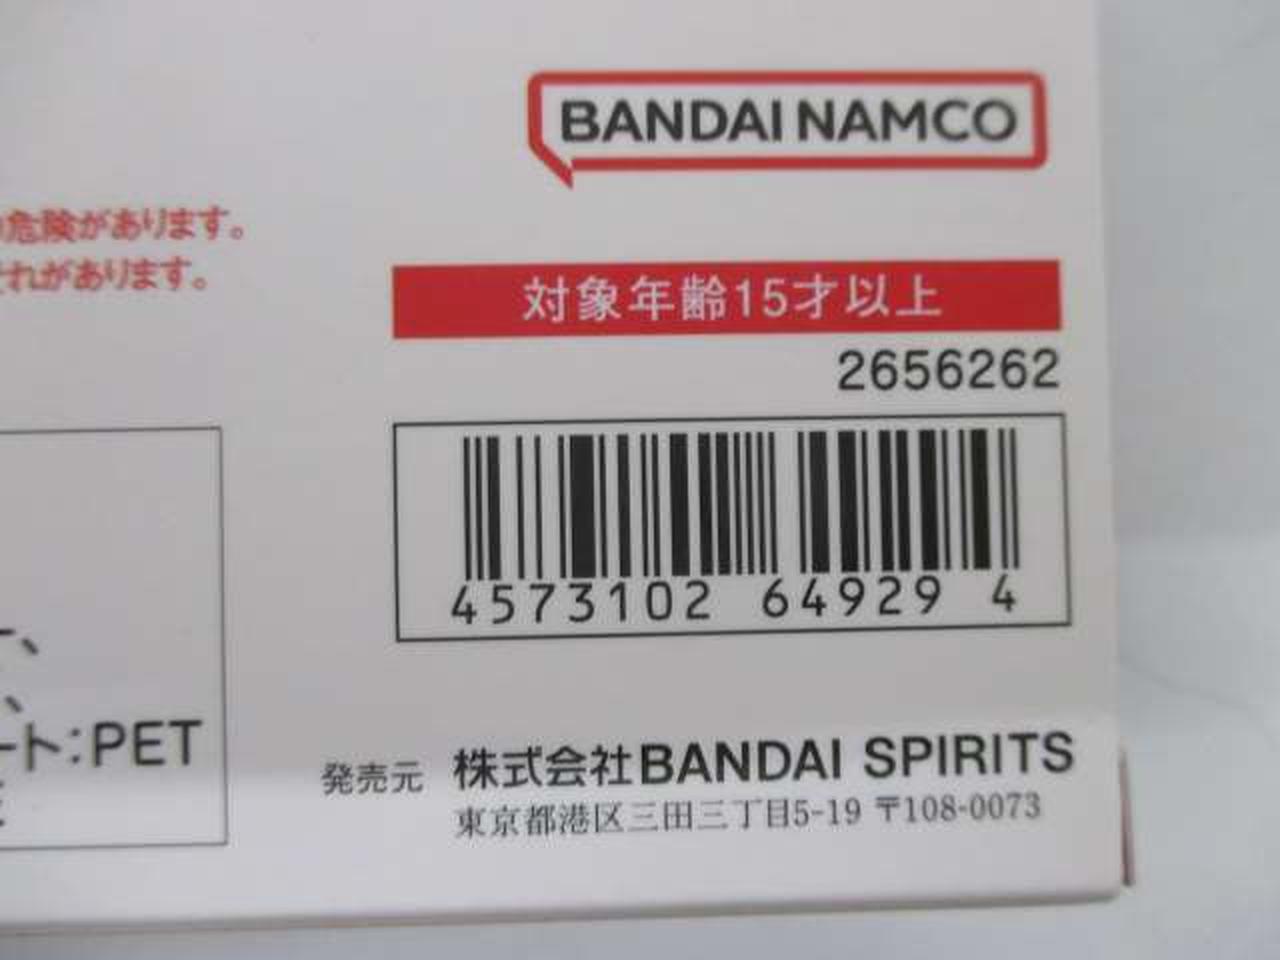 BANDAI NAMCO
危険があります。
れがあります。
対象年齢15才以上
2656262
4573102 64929 4
ート:PET
発売元 株式会社BANDAI SPIRITS
東京都港区三田三丁目5-19 〒108-0073